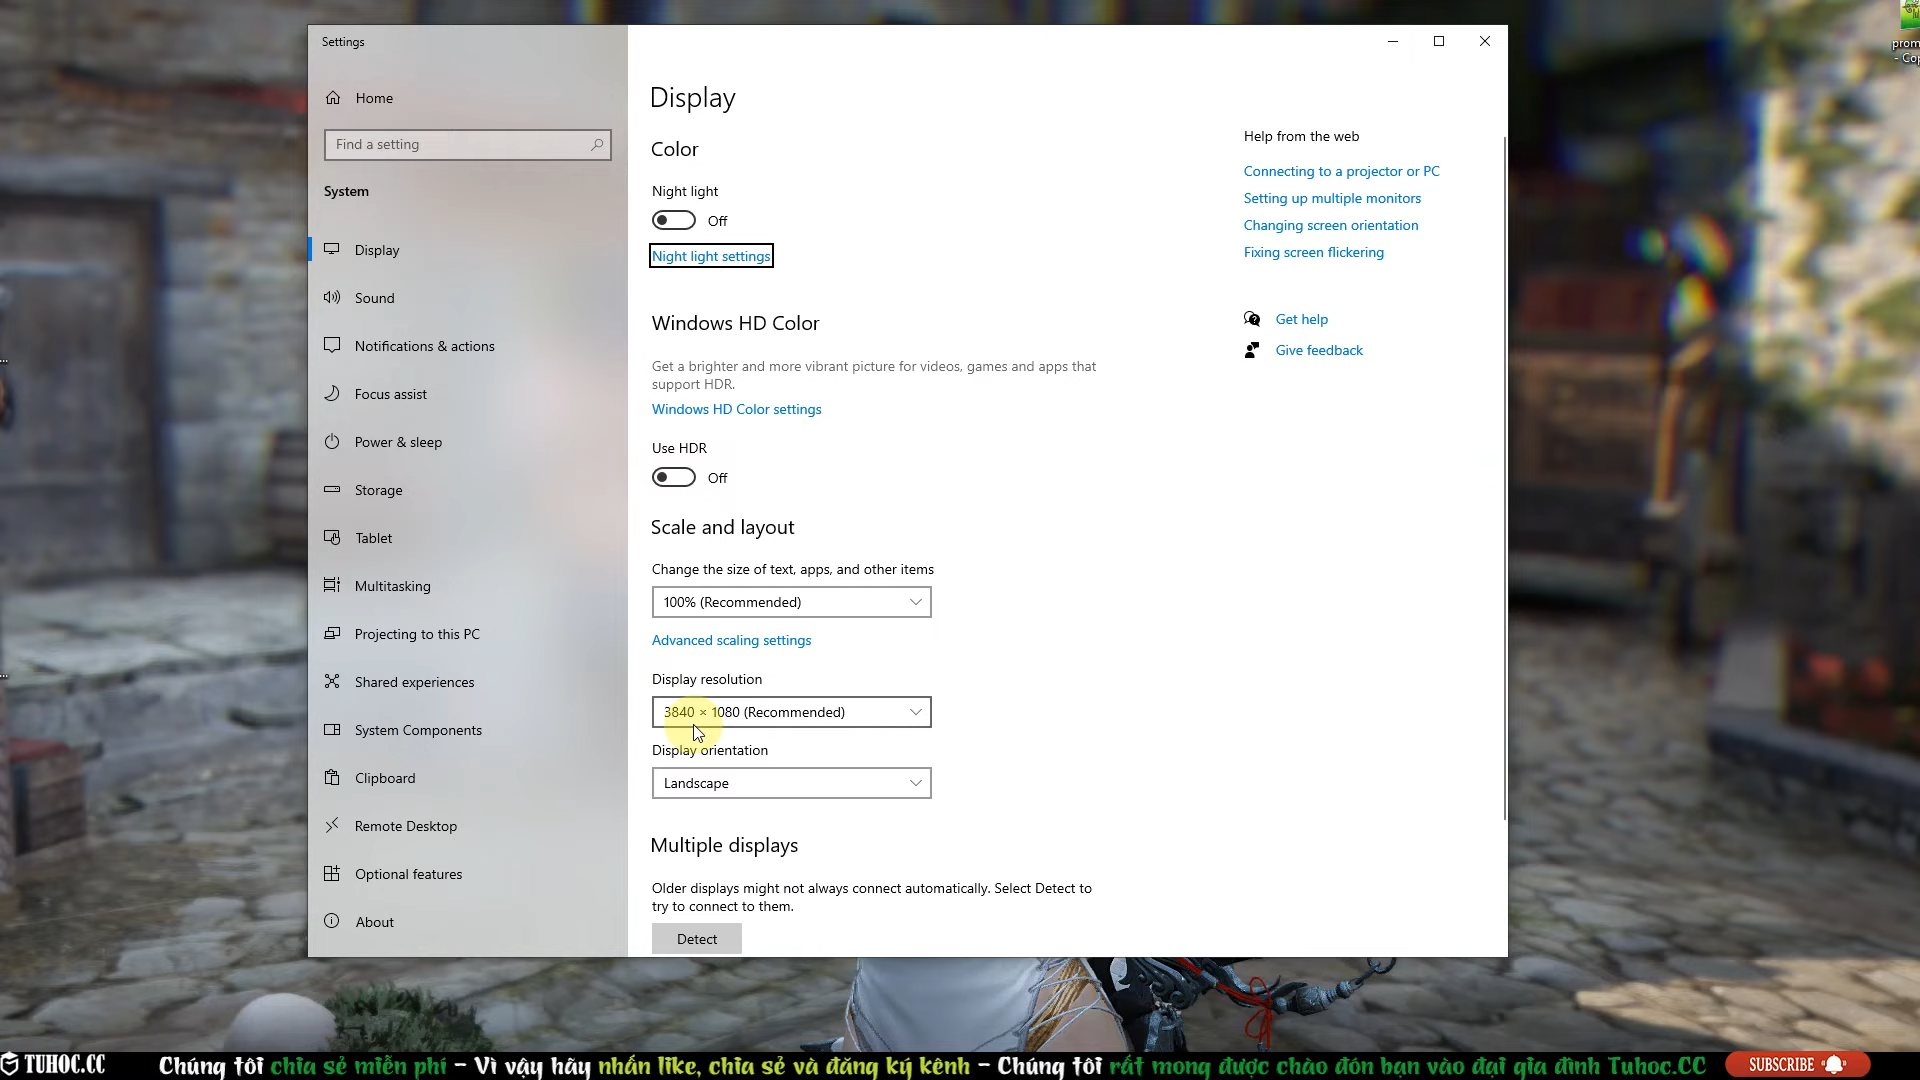 Settings
Home
Find a setting
System
Display
Sound
Notifications & actions
Focus assist
Power & sleep
Storage
Tablet
Multitasking
Projecting to this PC
Shared experiences
System Components
Clipboard
Remote Desktop
Optional features
About
Display
Color
Night light
Off
Night light settings
Windows HD Color
Get a brighter and more vibrant picture for videos, games and apps that
support HDR.
Windows HD Color settings
Use HDR
Off
Scale and layout
Change the size of text, apps, and other items
100% (Recommended)
Advanced scaling settings
Display resolution
3840 × 1080 (Recommended)
Display orientation
Landscape
Multiple displays
Older displays might not always connect automatically. Select Detect to
try to connect to them.
Detect
Help from the web
Connecting to a projector or PC
Setting up multiple monitors
Changing screen orientation
Fixing screen flickering
Get help
Give feedback
prom
- Cop
...
...
TUHOC.CC
Chúng tôi chia sẻ miễn phí – Vì vậy hãy nhấn like, chia sẻ và đăng ký kênh – Chúng tôi rất mong được chào đón bạn vào đại gia đình Tuhoc.CC
SUBSCRIBE